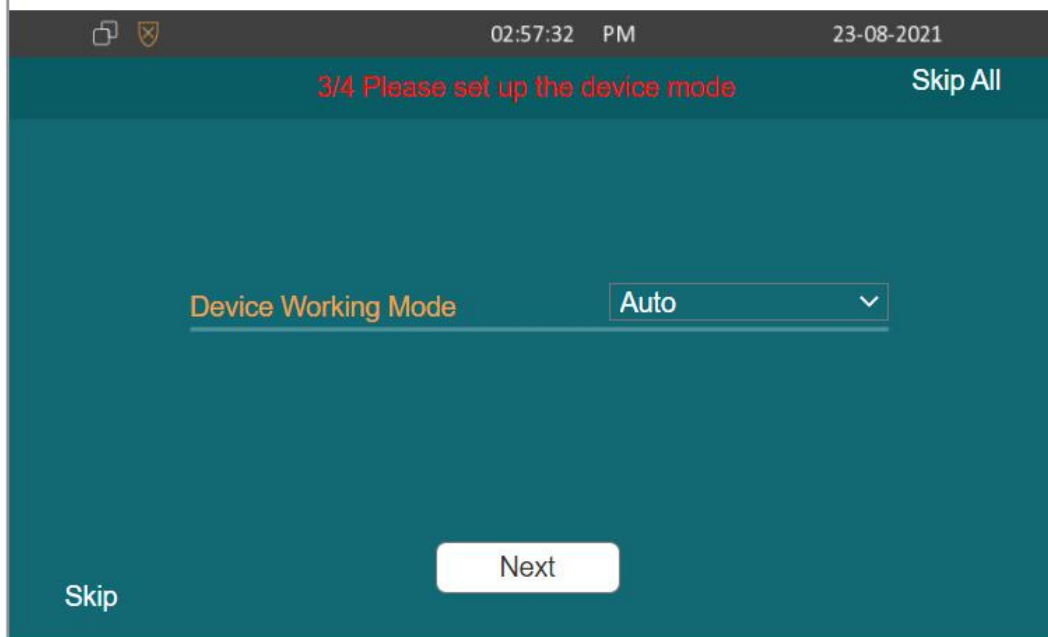 02:57:32 PM 23-08-2021
3/4 Please set up the device mode Skip All
Device Working Mode Auto
Next
Skip